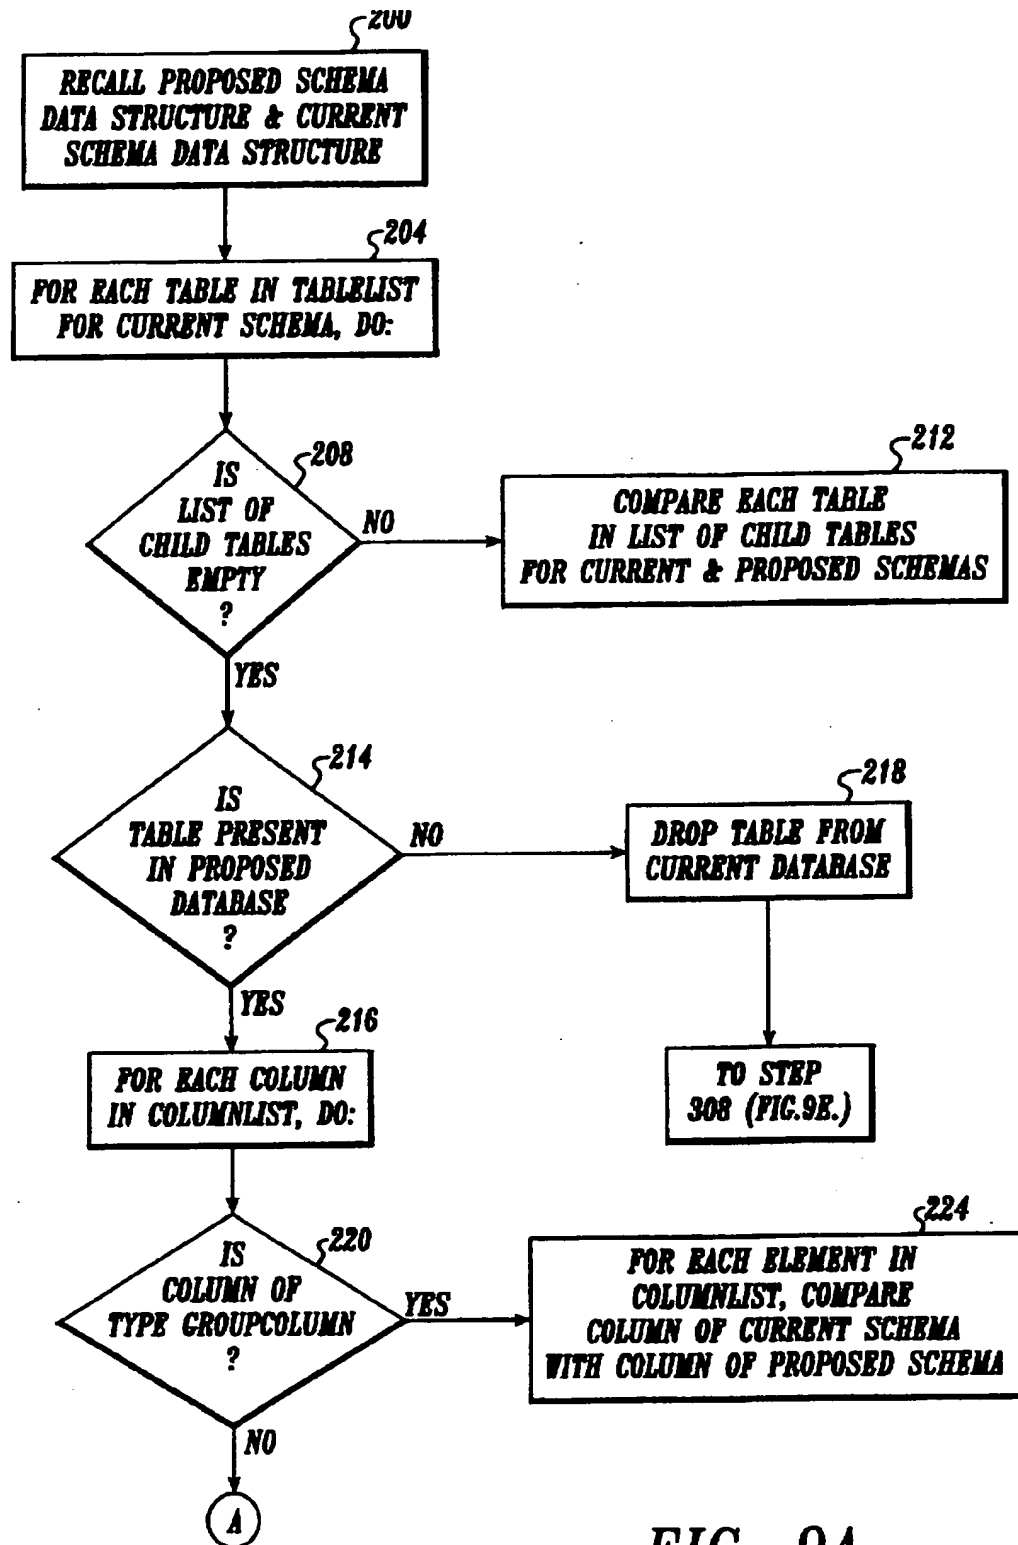 200
RECALL PROPOSED SCHEMA
DATA STRUCTURE & CURRENT
SCHEMA DATA STRUCTURE
204
FOR EACH TABLE IN TABLELIST
FOR CURRENT SCHEMA, DO:
208
IS
LIST OF
CHILD TABLES
EMPTY
?
NO
212
COMPARE EACH TABLE
IN LIST OF CHILD TABLES
FOR CURRENT & PROPOSED SCHEMAS
YES
214
IS
TABLE PRESENT
IN PROPOSED
DATABASE
?
NO
218
DROP TABLE FROM
CURRENT DATABASE
YES
216
FOR EACH COLUMN
IN COLUMNLIST, DO:
TO STEP
308 (FIG.9E.)
220
IS
COLUMN OF
TYPE GROUPCOLUMN
?
YES
224
FOR EACH ELEMENT IN
COLUMNLIST, COMPARE
COLUMN OF CURRENT SCHEMA
WITH COLUMN OF PROPOSED SCHEMA
NO
A
FIG. 9A